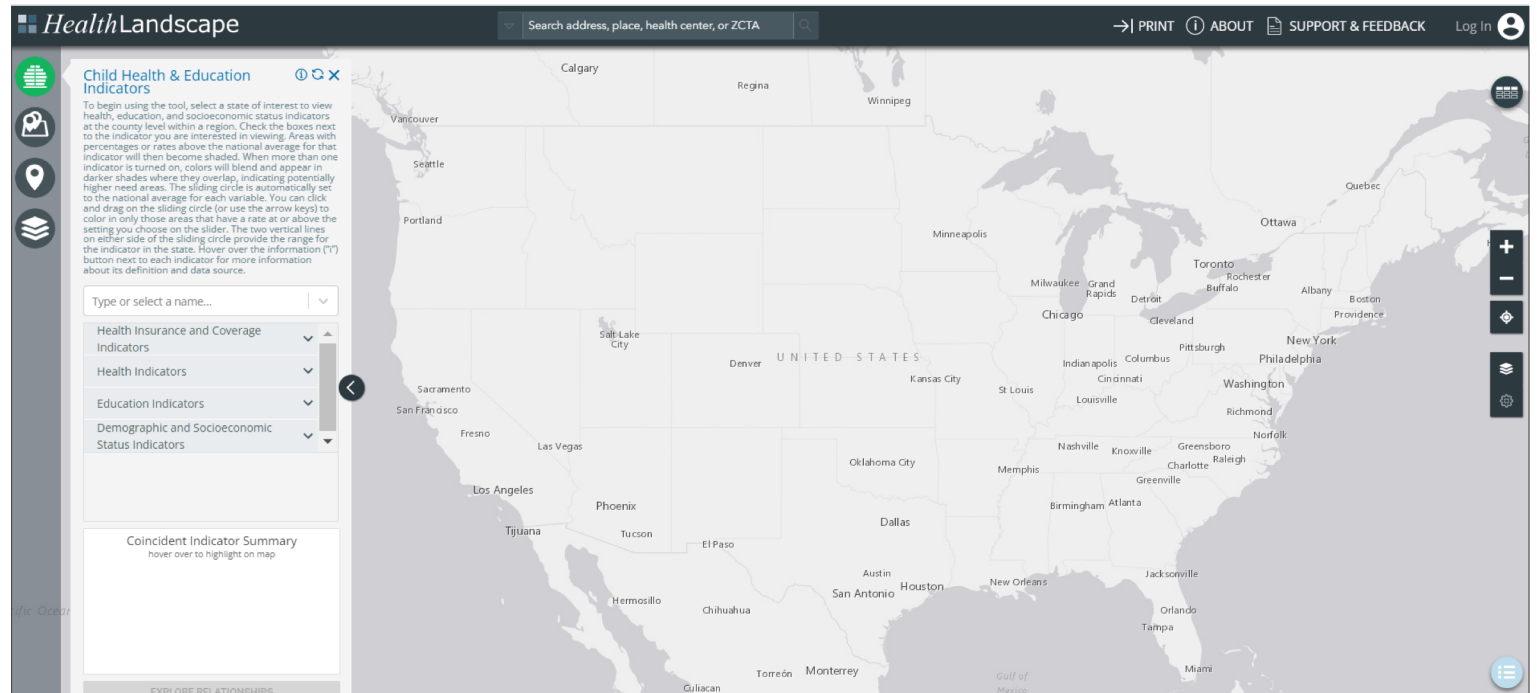 HealthLandscape
Search address, place, health center, or ZCTA
PRINT
ABOUT
SUPPORT & FEEDBACK
Log In
Child Health & Education
Indicators
To begin using the tool, select a state of interest to view
health, education, and socioeconomic status indicators
at the county level within a region. Check the boxes next
to the indicator you are interested in viewing. Areas with
percentages or rates above the national average for that
indicator will then become shaded. When more than one
indicator is turned on, colors will blend and appear in
darker shades where they overlap, indicating potentially
higher need areas. The sliding circle is automatically set
to the national average for each variable. You can click
and drag on the sliding circle (or use the arrow keys) to
color in only those areas that have a rate at or above the
setting you choose on the slider. The two vertical lines
on either side of the sliding circle provide the range for
the indicator in the state. Hover over the information ("i")
button next to each indicator for more information
about its definition and data source.
Type or select a name...
Health Insurance and Coverage
Indicators
Health Indicators
Education Indicators
Demographic and Socioeconomic
Status Indicators
Coincident Indicator Summary
hover over to highlight on map
EXPLORE RELATIONSHIPS
Calgary
Regina
Winnipeg
Vancouver
Seattle
Quebec
Portland
Ottawa
Minneapolis
Toronto
Rochester
Buffalo
Milwaukee
Grand
Rapids
Detroit
Albany
Boston
Providence
Chicago
Cleveland
Salt Lake
City
New York
Pittsburgh
Philadelphia
Denver
UNITED STATES
Indianapolis
Columbus
Kansas City
Cincinnati
Washington
St Louis
Louisville
Sacramento
San Francisco
Richmond
Norfolk
Fresno
Las Vegas
Nashville
Knoxville
Greensboro
Raleigh
Charlotte
Oklahoma City
Memphis
Greenville
Los Angeles
Phoenix
Birmingham
Atlanta
Dallas
Tijuana
Tucson
El Paso
Austin
Houston
San Antonio
New Orleans
Jacksonville
Hermosillo
Chihuahua
Orlando
Tampa
Torreón
Monterrey
Miami
Culiacan
Gulf of
Mexico
ific Ocean